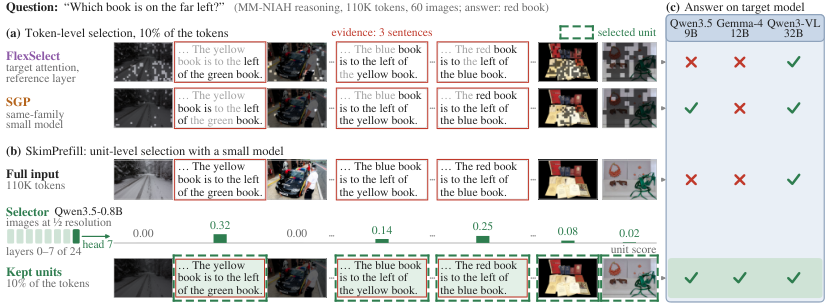 Question: “Which book is on the far left?” (MM-NIAH reasoning, 110K tokens, 60 images; answer: red book)
(c) Answer on target model
Qwen3.5 Gemma-4 Qwen3-VL
9B 12B 32B
(a) Token-level selection, 10% of the tokens
evidence: 3 sentences
selected unit
FlexSelect
target attention,
reference layer
... The yellow
book is to the left
of the green book.
...
... The blue book
is to the left of
the yellow book.
...
... The red book
is to the left of
the blue book.
...
✕ ✕ ✓
SGP
same-family
small model
... The yellow
book is to the left
of the green book.
...
... The blue book
is to the left of
the yellow book.
...
... The red book
is to the left of
the blue book.
...
✓ ✕ ✓
(b) SkimPrefill: unit-level selection with a small model
Full input
110K tokens
... The yellow
book is to the left
of the green book.
...
... The blue book
is to the left of
the yellow book.
...
... The red book
is to the left of
the blue book.
...
✕ ✕ ✓
Selector Qwen3.5-0.8B
images at ½ resolution
head 7
layers 0–7 of 24
0.00 0.32 0.00 ... 0.14 ... 0.25 ... 0.08 0.02
unit score
Kept units
10% of the tokens
... The yellow
book is to the left
of the green book.
...
... The blue book
is to the left of
the yellow book.
...
... The red book
is to the left of
the blue book.
...
✓ ✓ ✓